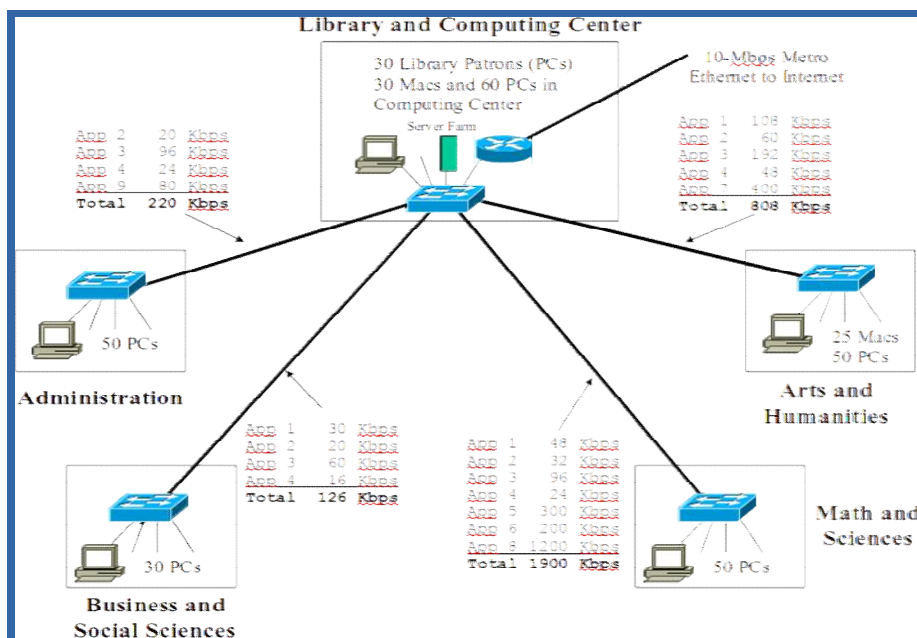 Library and Computing Center
30 Library Patrons (PCs)
30 Macs and 60 PCs in
Computing Center
Server Farm
10-Mbps Metro
Ethernet to Internet
App 2 20 Kbps
App 3 96 Kbps
App 4 24 Kbps
App 9 80 Kbps
Total 220 Kbps
App 1 108 Kbps
App 2 60 Kbps
App 3 192 Kbps
App 4 48 Kbps
App 7 400 Kbps
Total 808 Kbps
50 PCs
Administration
25 Macs
50 PCs
Arts and
Humanities
App 1 30 Kbps
App 2 20 Kbps
App 3 60 Kbps
App 4 16 Kbps
Total 126 Kbps
App 1 48 Kbps
App 2 32 Kbps
App 3 96 Kbps
App 4 24 Kbps
App 5 300 Kbps
App 6 200 Kbps
App 8 1200 Kbps
Total 1900 Kbps
30 PCs
Business and
Social Sciences
50 PCs
Math and
Sciences